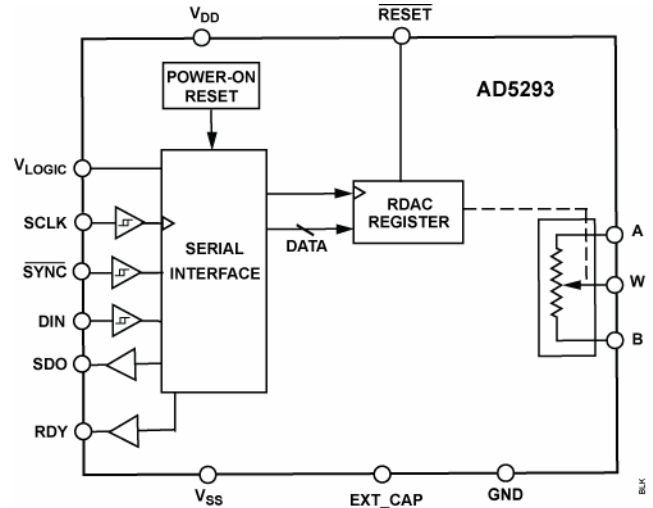 VDD
RESET
POWER-ON
RESET
AD5293
VLOGIC
SCLK
SYNC
DIN
SDO
RDY
SERIAL
INTERFACE
DATA
RDAC
REGISTER
A
W
B
VSS
EXT_CAP
GND
BLK